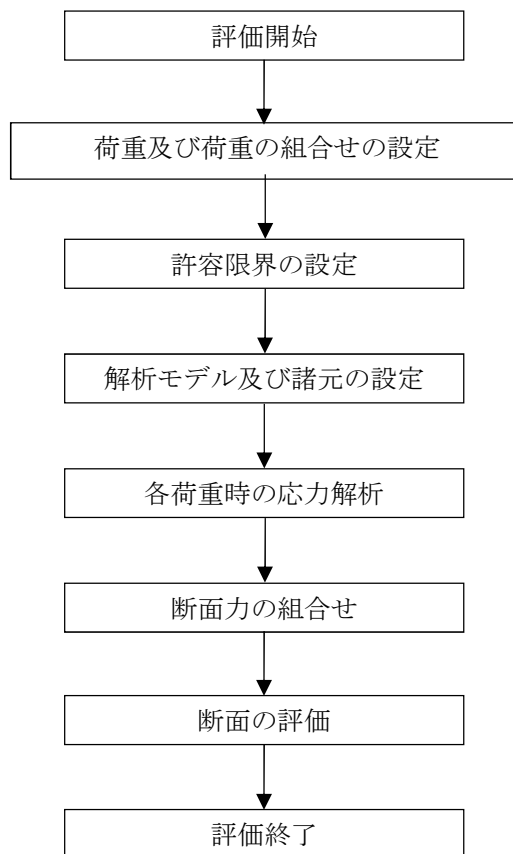 評価開始
荷重及び荷重の組合せの設定
許容限界の設定
解析モデル及び諸元の設定
各荷重時の応力解析
断面力の組合せ
断面の評価
評価終了